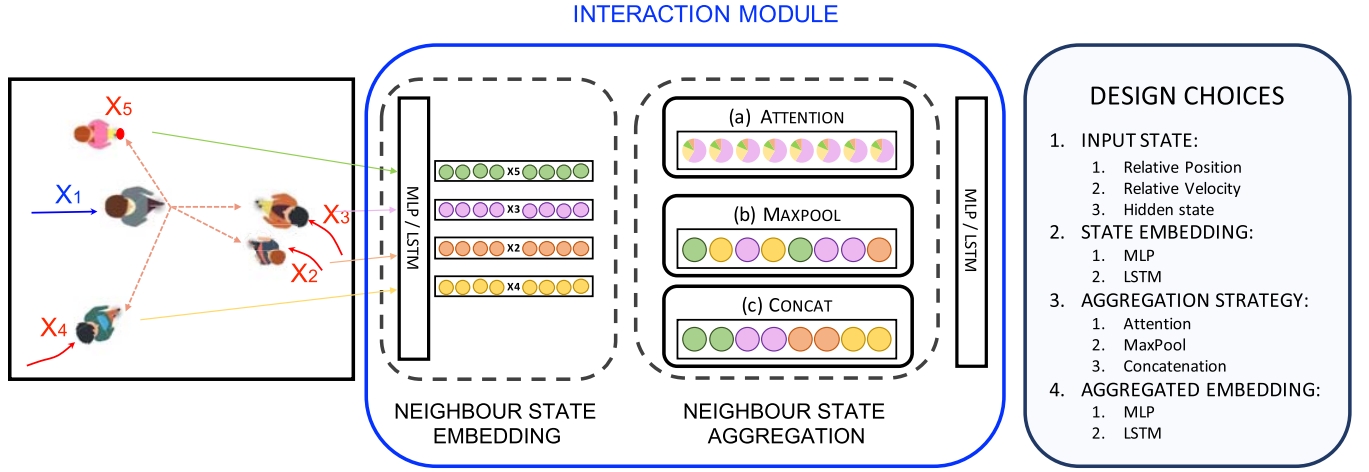 INTERACTION MODULE
X5
X1
X3
X2
X4
MLP / LSTM
X5
X3
X2
X4
NEIGHBOUR STATE
EMBEDDING
(a) ATTENTION
(b) MAXPOOL
(c) CONCAT
NEIGHBOUR STATE
AGGREGATION
MLP / LSTM
DESIGN CHOICES
1. INPUT STATE:
1. Relative Position
2. Relative Velocity
3. Hidden state
2. STATE EMBEDDING:
1. MLP
2. LSTM
3. AGGREGATION STRATEGY:
1. Attention
2. MaxPool
3. Concatenation
4. AGGREGATED EMBEDDING:
1. MLP
2. LSTM